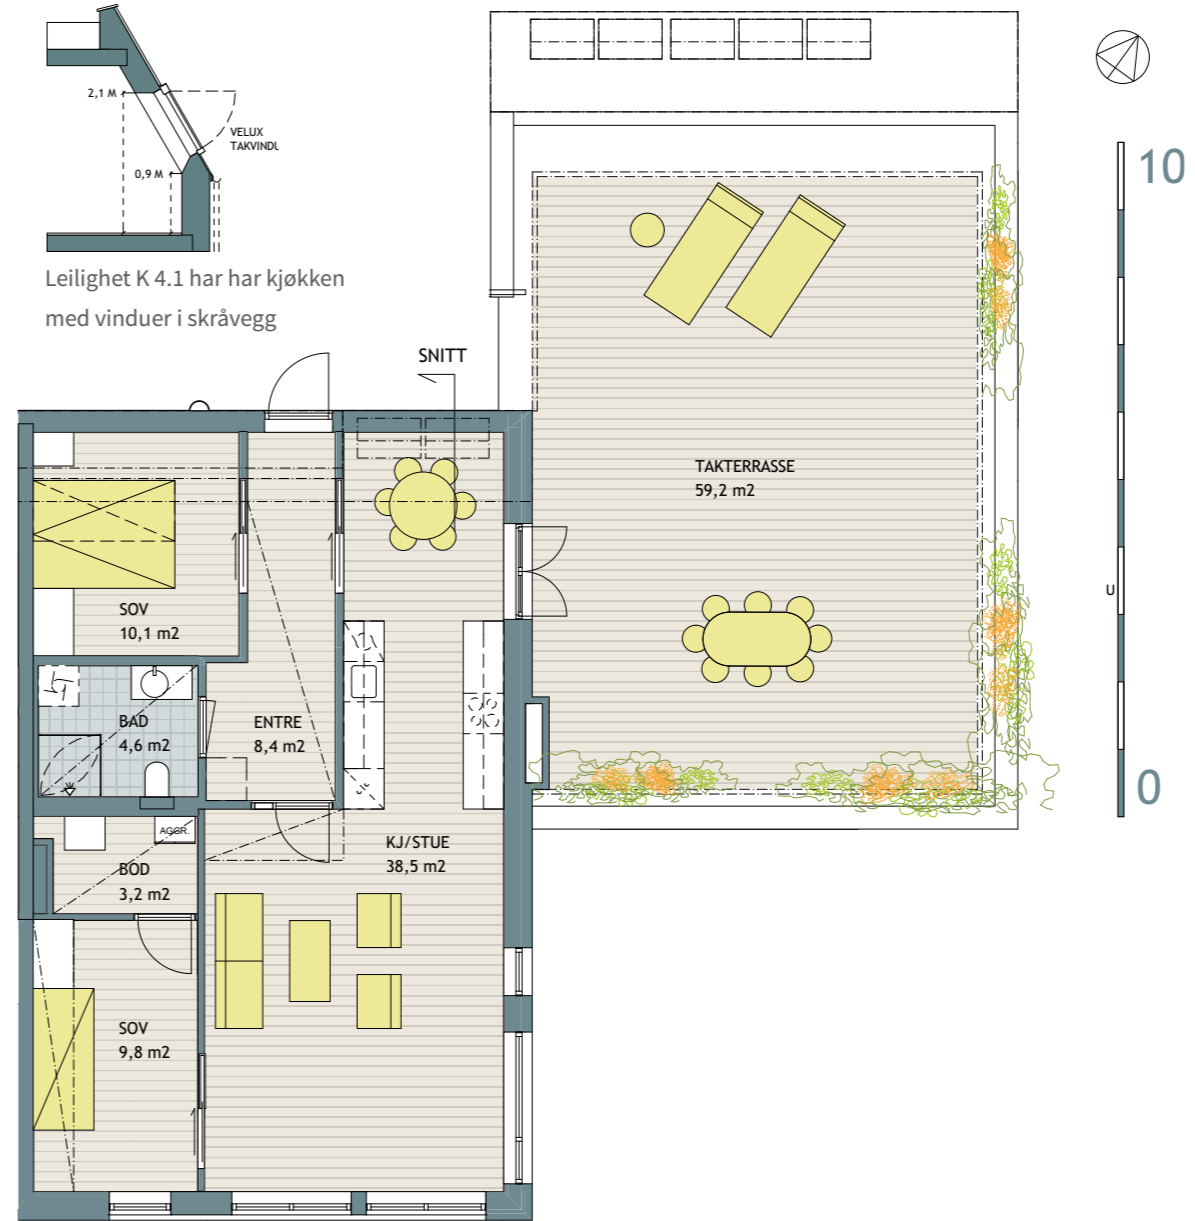 2,1 M
VELUX
TAKVINDU
0,9 M
Leilighet K 4.1 har har kjøkken
med vinduer i skråvegg
10
SNITT
TAKTERRASSE
59,2 m2
U
SOV
10,1 m2
BAD
4,6 m2
ENTRE
8,4 m2
0
AGGR.
KJ/STUE
38,5 m2
BOD
3,2 m2
SOV
9,8 m2